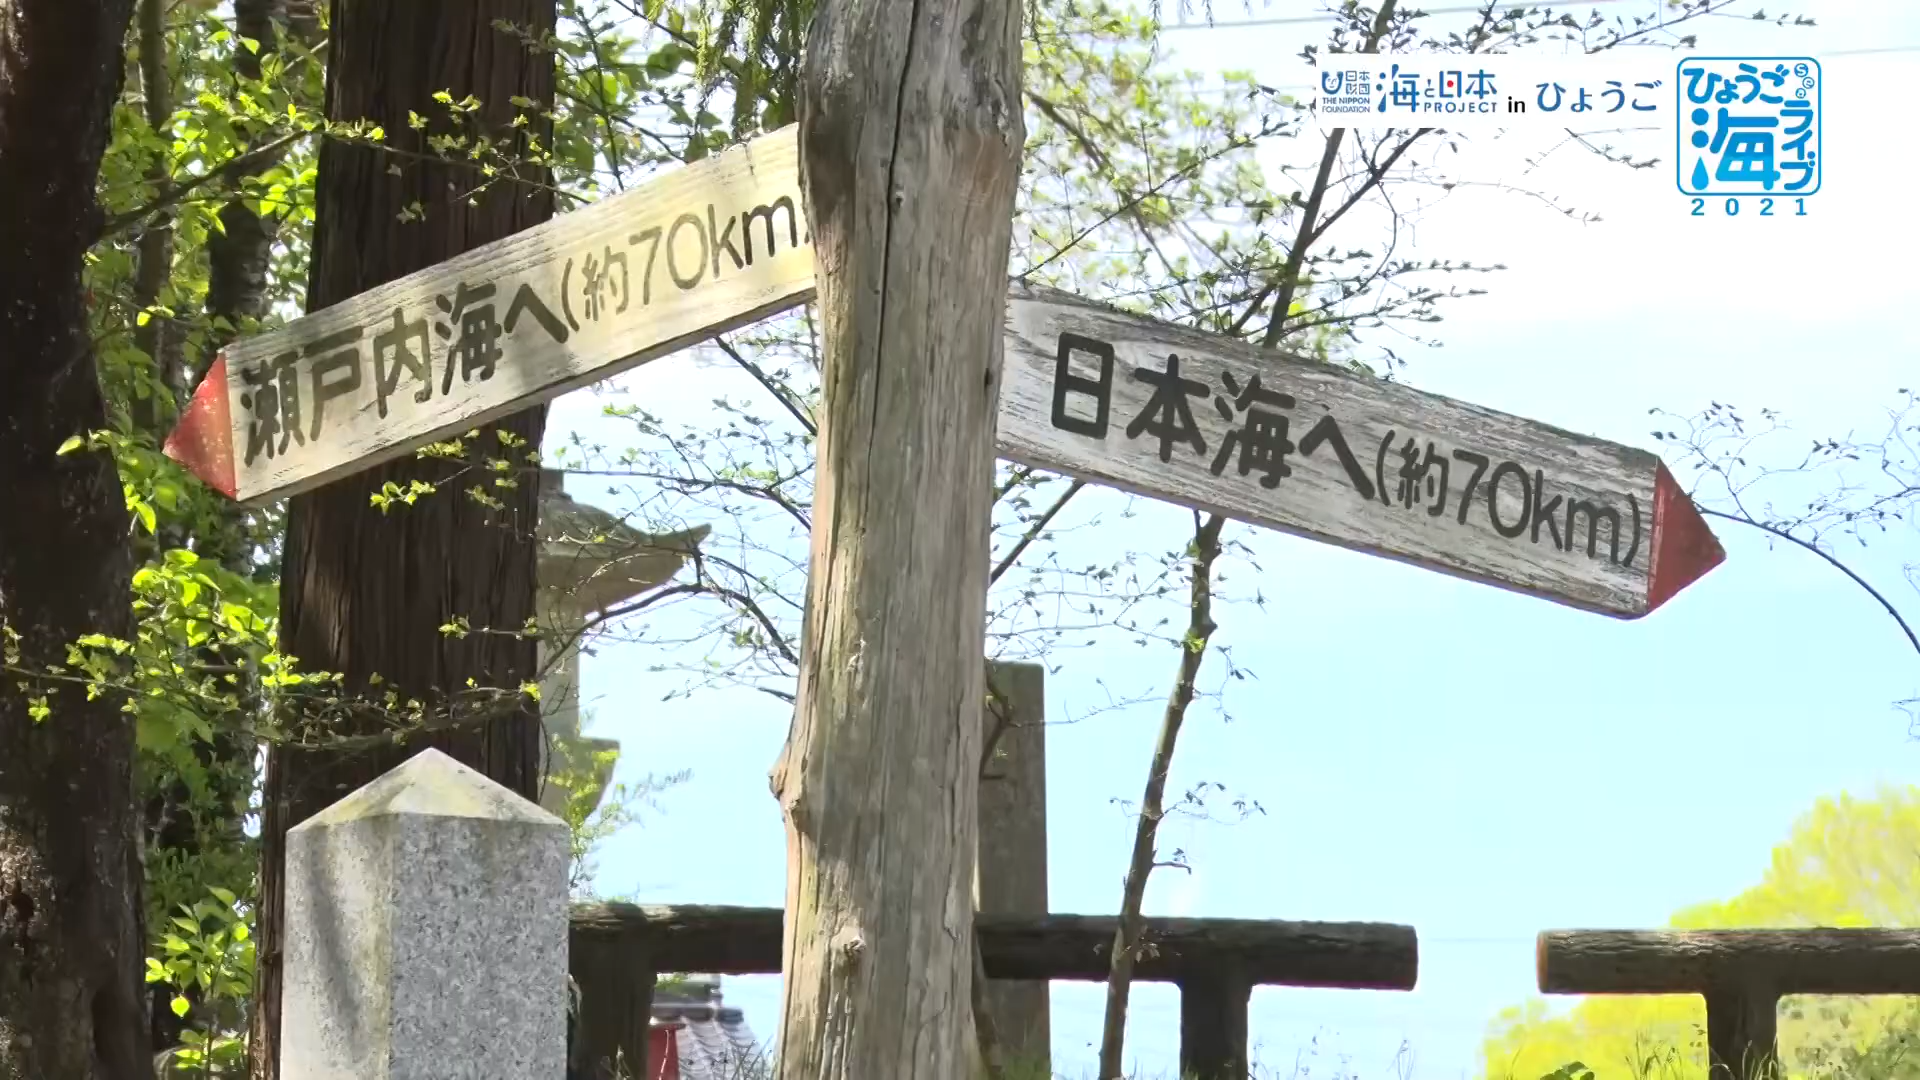 瀬戸内海へ(約70km)
日本海へ(約70km)
日本
財団
THE NIPPON
FOUNDATION
海と日本
PROJECT
in ひょうご
ひょうご
Sea
海
ライブ
2021